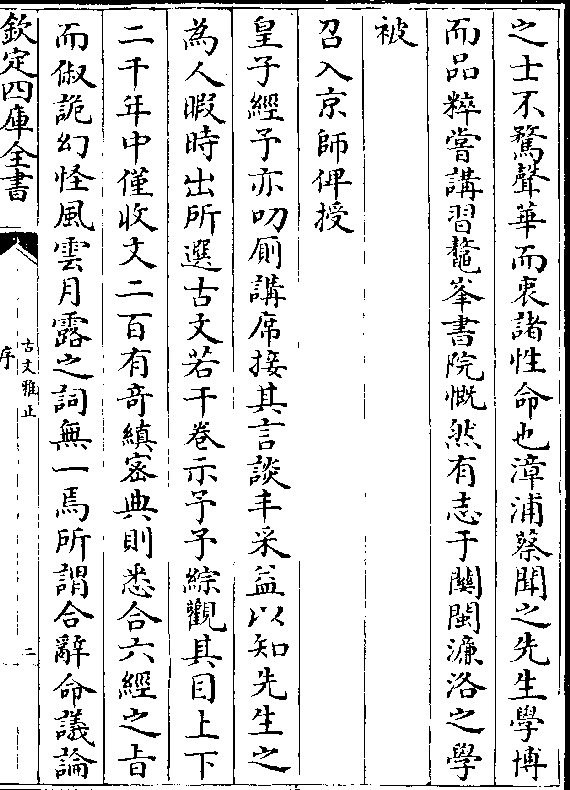 之士不騖聲華而衷諸性命也漳浦蔡聞之先生學博
而品粹嘗講習鼇峯書院慨然有志于關閩濂洛之學
被
召入京師俾授
皇子經予亦叨厠講席接其言談丰采益以知先生之
為人暇時出所選古文若干卷示予予綜觀其目上下
二千年中僅收文二百有奇縝宻典則悉合六經之㫖
而俶詭幻怪風雲月露之詞無一焉所謂合辭命議論
欽定四庫全書
古文雅正
序
二